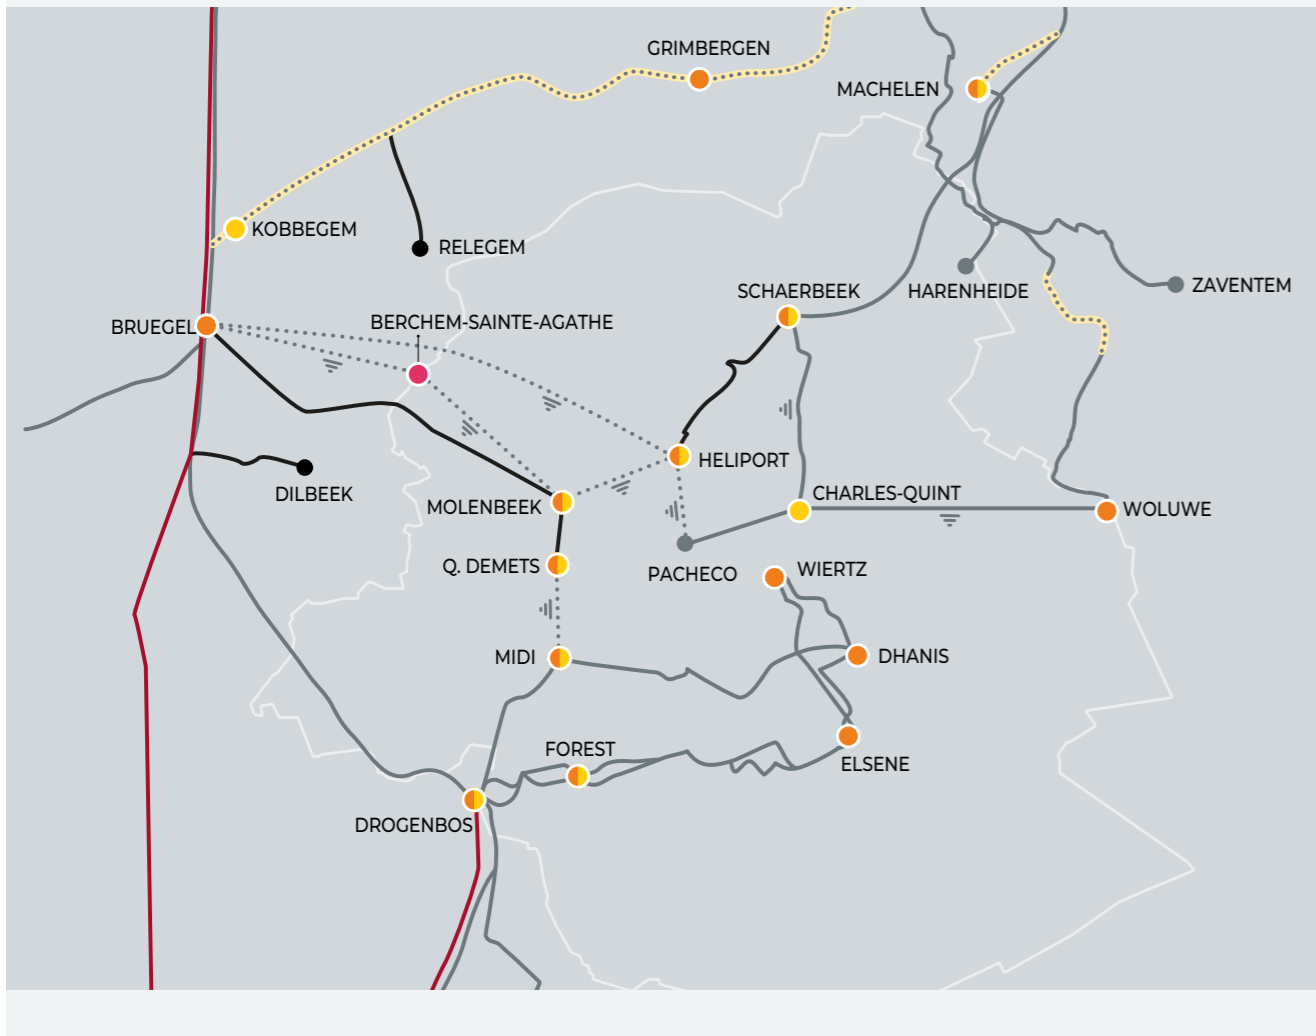 GRIMBERGEN
MACHELEN
KOBBEGEM
RELEGEM
SCHAERBEEK
HARENHEIDE
ZAVENTEM
BRUEGEL
BERCHEM-SAINTE-AGATHE
HELIPORT
DILBEEK
MOLENBEEK
CHARLES-QUINT
WOLUWE
Q. DEMETS
PACHECO
WIERTZ
MIDI
DHANIS
FOREST
ELSENE
DROGENBOS